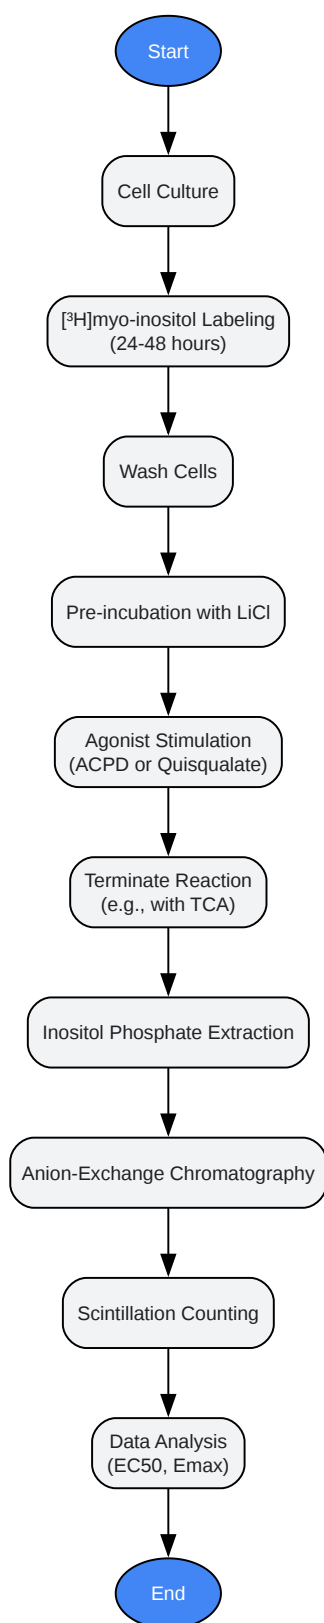 Start
Cell Culture
[³H]myo-inositol Labeling
(24-48 hours)
Wash Cells
Pre-incubation with LiCl
Agonist Stimulation
(ACPD or Quisqualate)
Terminate Reaction
(e.g., with TCA)
Inositol Phosphate Extraction
Anion-Exchange Chromatography
Scintillation Counting
Data Analysis
(EC50, Emax)
End